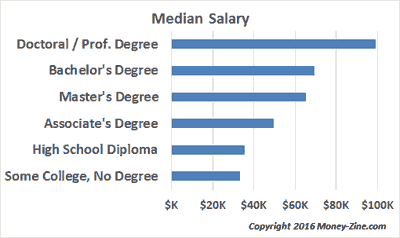 Median Salary
Doctoral / Prof. Degree
Bachelor's Degree
Master's Degree
Associate's Degree
High School Diploma
Some College, No Degree
$K $20K $40K $60K $80K $100K
Copyright 2016 Money-Zine.com